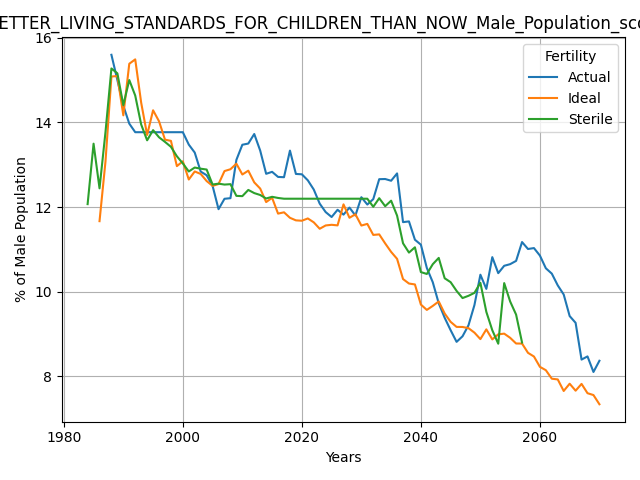 ETTER_LIVING_STANDARDS_FOR_CHILDREN_THAN_NOW_Male_Population_sco
Fertility
Actual
Ideal
Sterile
% of Male Population
16
14
12
10
8
1980
2000
2020
2040
2060
Years